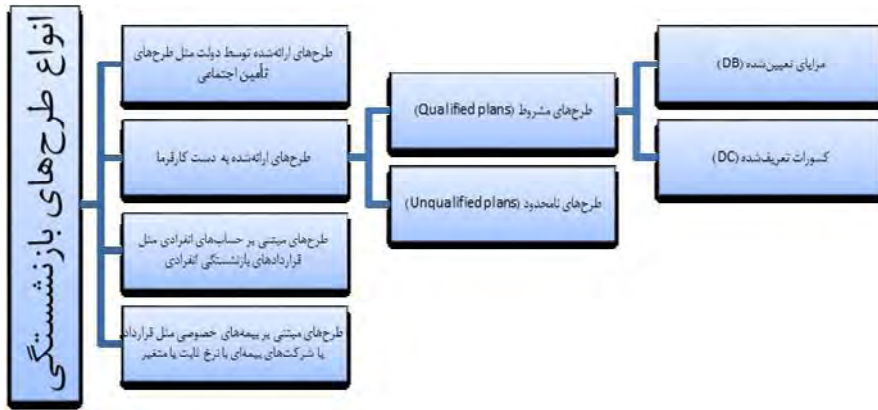 انواع طرح‌های بازنشستگی
طرح‌های ارائه‌شده توسط دولت مثل طرح‌های
تأمین اجتماعی
طرح‌های ارائه‌شده به دست کارفرما
طرح‌های مبتنی بر حساب‌های انفرادی مثل
قراردادهای بازنشستگی انفرادی
طرح‌های مبتنی بر بیمه‌های خصوصی مثل قرارداد
با شرکت‌های بیمه‌ای با نرخ ثابت یا متغیر
طرح‌های مشروط (Qualified plans)
طرح‌های نامحدود (Unqualified plans)
مزایای تعیین‌شده (DB)
کسورات تعریف‌شده (DC)